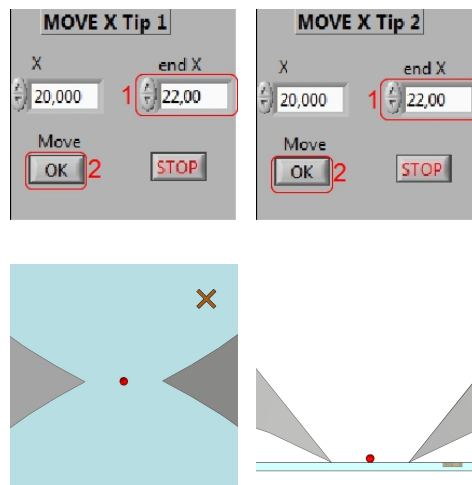 MOVE X Tip 1
X end X
20,000 1 22,00
Move
OK 2 STOP
MOVE X Tip 2
X end X
20,000 1 22,00
Move
OK 2 STOP